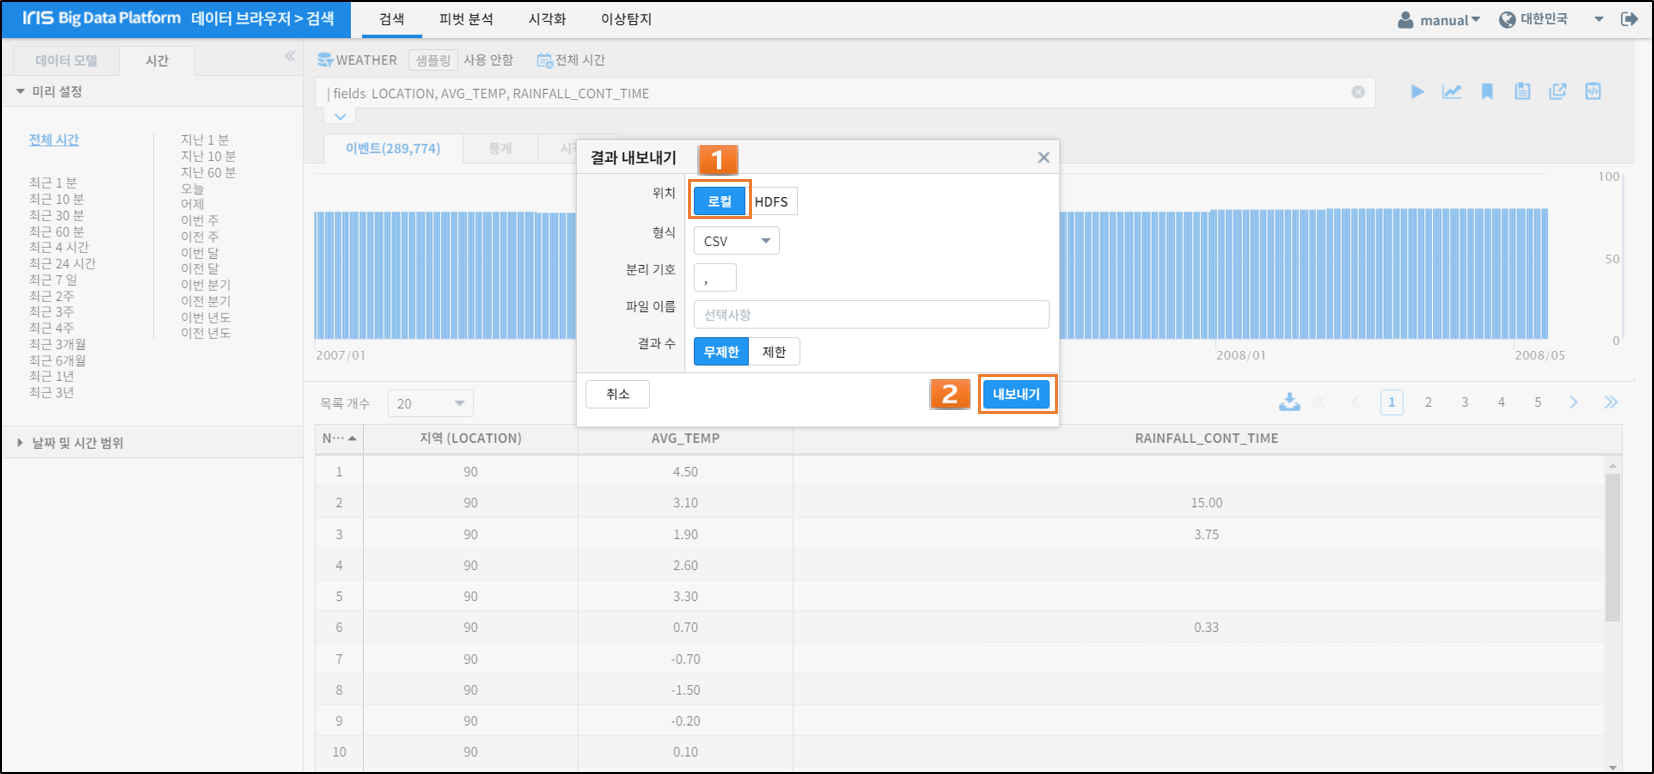 IRIS Big Data Platform 데이터 브라우저 > 검색
검색 피벗 분석 시각화 이상탐지
manual 대한민국
데이터 모델 시간
미리 설정
전체 시간
최근 1 분
최근 10 분
최근 30 분
최근 60 분
최근 4 시간
최근 24 시간
최근 7 일
최근 2주
최근 3주
최근 4주
최근 3개월
최근 6개월
최근 1년
최근 3년
지난 1 분
지난 10 분
지난 60 분
오늘
어제
이번 주
이전 주
이번 달
이전 달
이번 분기
이전 분기
이번 년도
이전 년도
날짜 및 시간 범위
WEATHER 샘플링 사용 안함 전체 시간
| fields LOCATION, AVG_TEMP, RAINFALL_CONT_TIME
이벤트(289,774) 통계
100
50
0
2007/01 2008/01 2008/05
결과 내보내기 1
위치 로컬 HDFS
형식 CSV
분리 기호 ,
파일 이름 선택사항
결과 수 무제한 제한
취소 2 내보내기
목록 개수 20
1 2 3 4 5
N··· 지역 (LOCATION) AVG_TEMP RAINFALL_CONT_TIME
1 90 4.50
2 90 3.10 15.00
3 90 1.90 3.75
4 90 2.60
5 90 3.30
6 90 0.70 0.33
7 90 -0.70
8 90 -1.50
9 90 -0.20
10 90 0.10